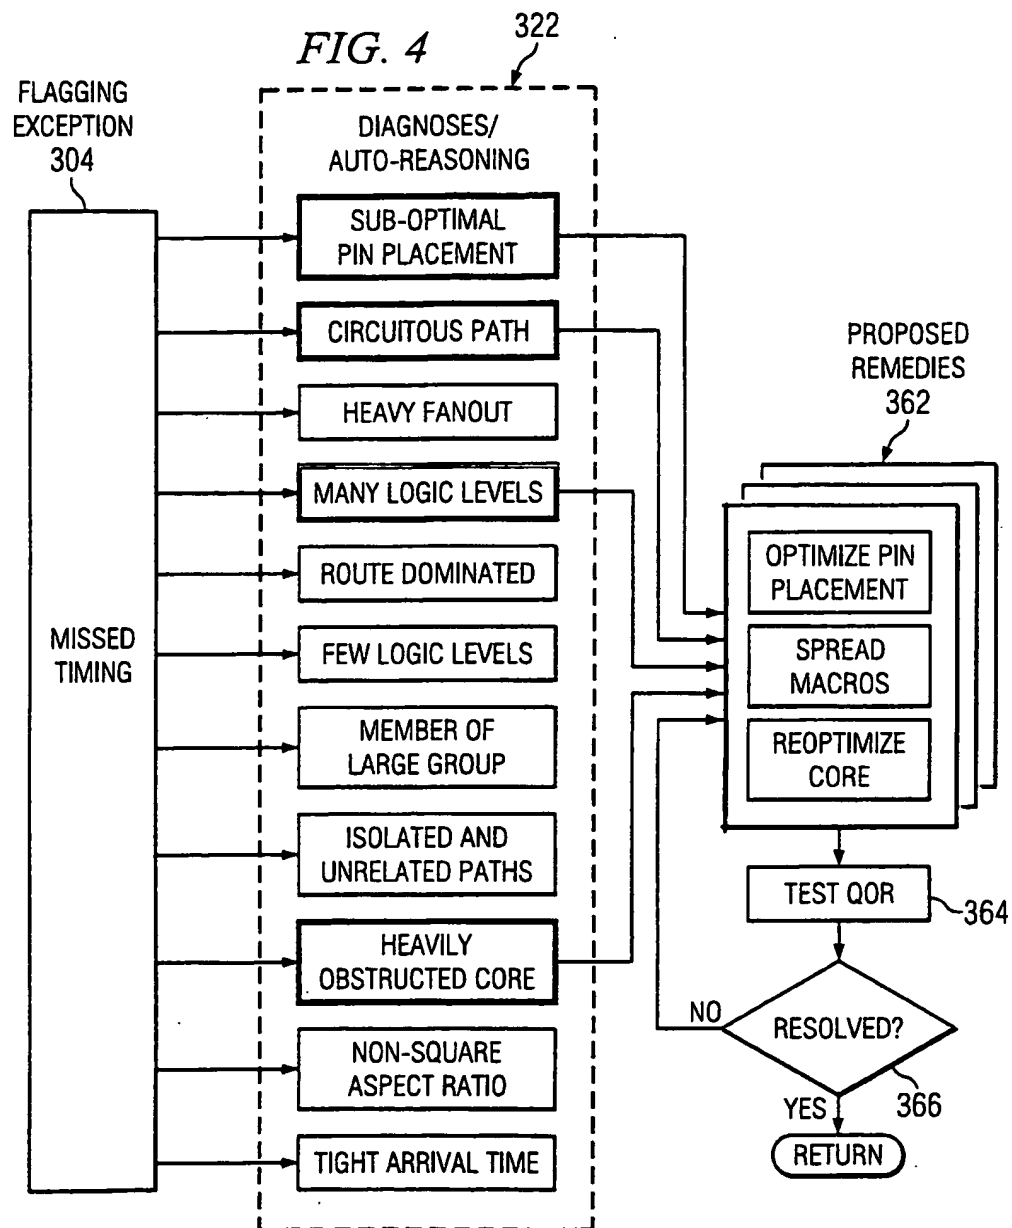 FIG. 4
322
FLAGGING
EXCEPTION
304
MISSED
TIMING
DIAGNOSES/
AUTO-REASONING
SUB-OPTIMAL
PIN PLACEMENT
CIRCUITOUS PATH
HEAVY FANOUT
MANY LOGIC LEVELS
ROUTE DOMINATED
FEW LOGIC LEVELS
MEMBER OF
LARGE GROUP
ISOLATED AND
UNRELATED PATHS
HEAVILY
OBSTRUCTED CORE
NON-SQUARE
ASPECT RATIO
TIGHT ARRIVAL TIME
PROPOSED
REMEDIES
362
OPTIMIZE PIN
PLACEMENT
SPREAD
MACROS
REOPTIMIZE
CORE
TEST QOR
364
RESOLVED?
NO
366
YES
RETURN